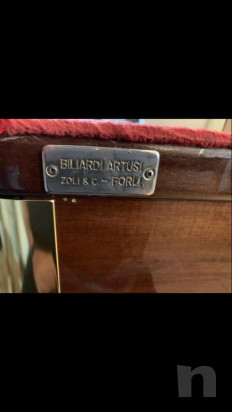 BILIARDI ARTUSI
ZOLI & C - FORLI
n